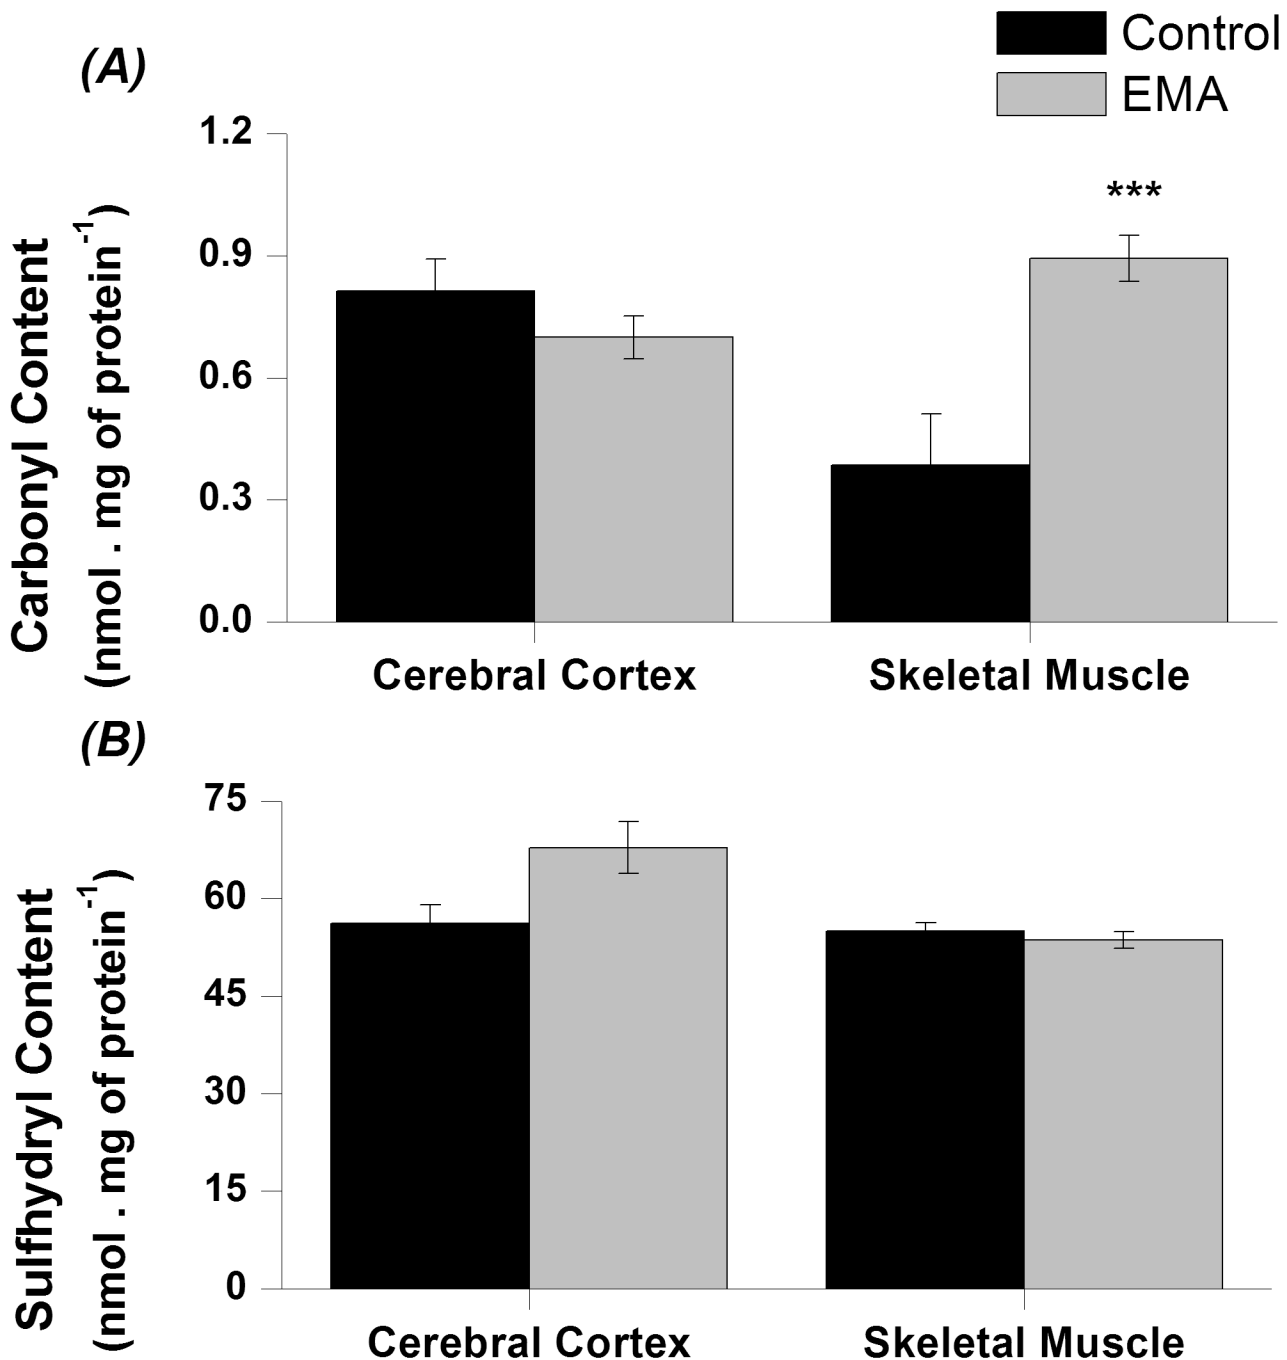 (A)
Control
EMA
Carbonyl Content
(nmol . mg of protein-1)
1.2
0.9
0.6
0.3
0.0
***
Cerebral Cortex
Skeletal Muscle
(B)
Sulfhydryl Content
(nmol . mg of protein-1)
75
60
45
30
15
0
Cerebral Cortex
Skeletal Muscle